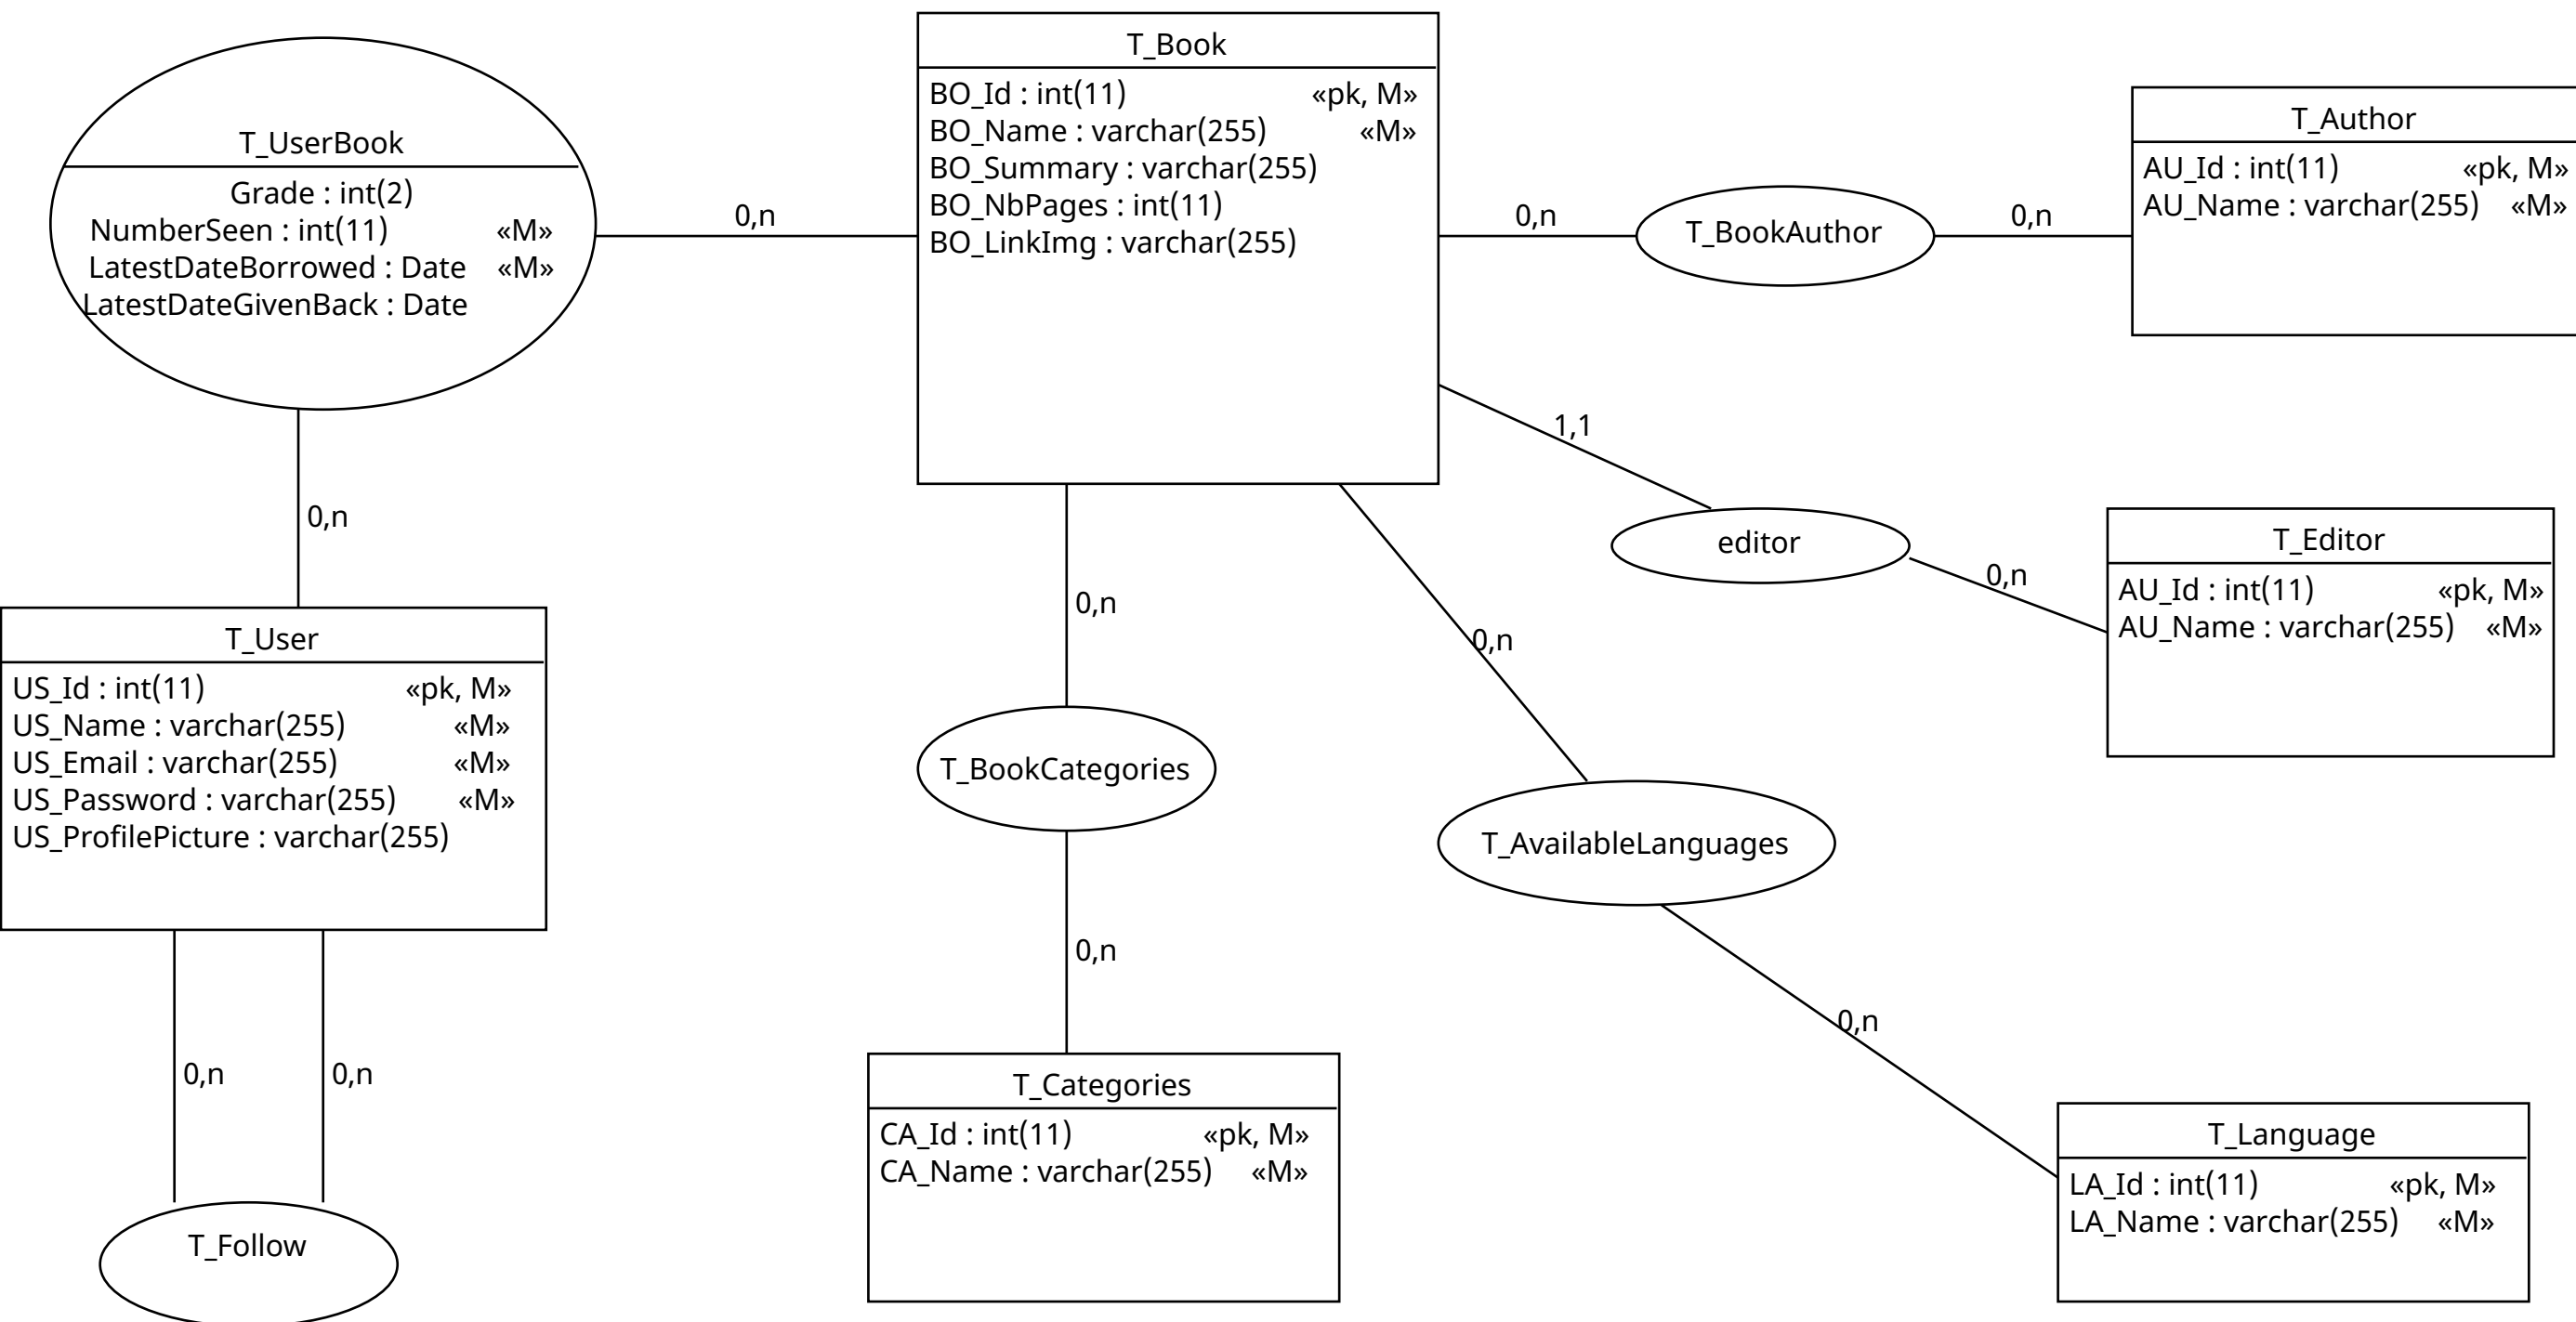 T_UserBook
Grade : int(2)
NumberSeen : int(11) «M»
LatestDateBorrowed : Date «M»
LatestDateGivenBack : Date
0,n
T_Book
BO_Id : int(11) «pk, M»
BO_Name : varchar(255) «M»
BO_Summary : varchar(255)
BO_NbPages : int(11)
BO_LinkImg : varchar(255)
0,n
T_BookAuthor
0,n
T_Author
AU_Id : int(11) «pk, M»
AU_Name : varchar(255) «M»
1,1
editor
0,n
T_Editor
AU_Id : int(11) «pk, M»
AU_Name : varchar(255) «M»
0,n
T_User
US_Id : int(11) «pk, M»
US_Name : varchar(255) «M»
US_Email : varchar(255) «M»
US_Password : varchar(255) «M»
US_ProfilePicture : varchar(255)
0,n
0,n
T_Follow
0,n
T_BookCategories
0,n
T_Categories
CA_Id : int(11) «pk, M»
CA_Name : varchar(255) «M»
0,n
T_AvailableLanguages
0,n
T_Language
LA_Id : int(11) «pk, M»
LA_Name : varchar(255) «M»